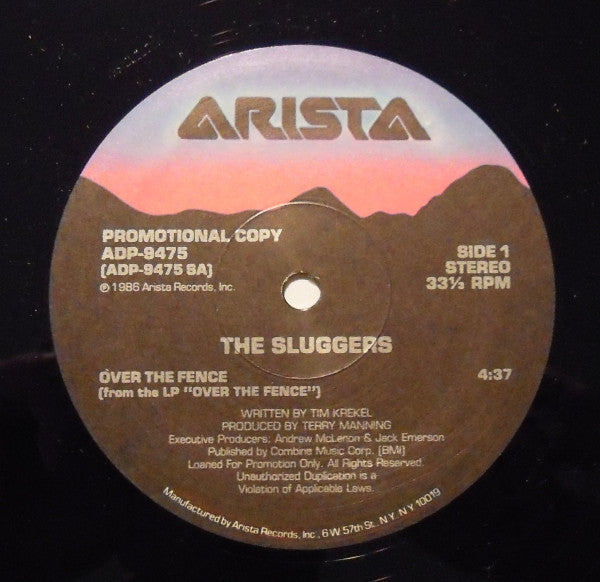 ARISTA
PROMOTIONAL COPY
ADP-9475
(ADP-9475 SA)
℗ 1986 Arista Records, Inc.
SIDE 1
STEREO
33⅓ RPM
THE SLUGGERS
OVER THE FENCE 4:37
(from the LP "OVER THE FENCE")
WRITTEN BY TIM KREKEL
PRODUCED BY TERRY MANNING
Executive Producers: Andrew McLenon & Jack Emerson
Published by Combine Music Corp. (BMI)
Loaned For Promotion Only. All Rights Reserved.
Unauthorized Duplication is a
Violation of Applicable Laws.
Manufactured by Arista Records, Inc., 6 W 57th St. N.Y. N.Y. 10019